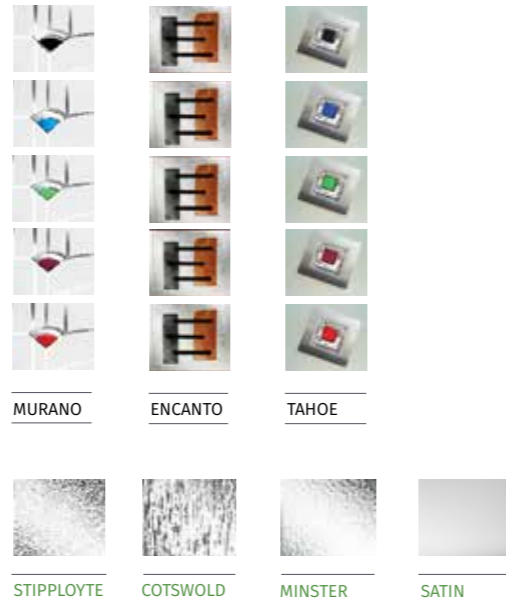 MURANO
ENCANTO
TAHOE
STIPPLOYTE
COTSWOLD
MINSTER
SATIN